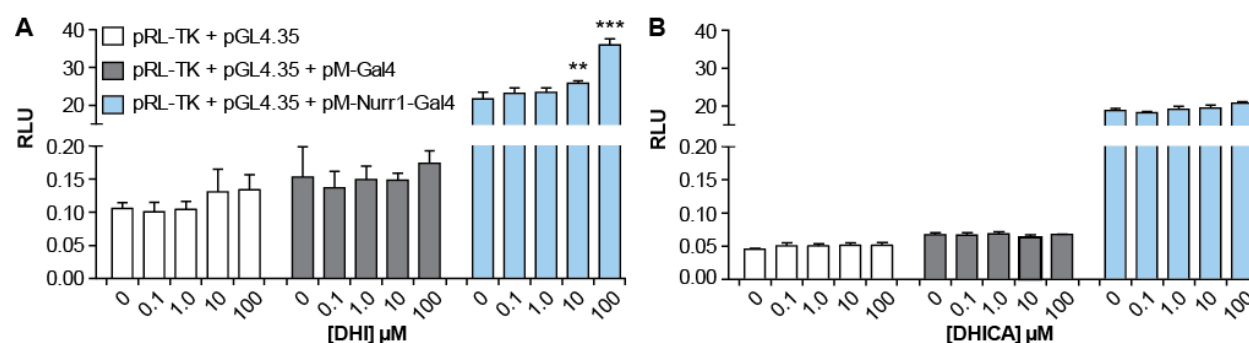 A
pRL-TK + pGL4.35
pRL-TK + pGL4.35 + pM-Gal4
pRL-TK + pGL4.35 + pM-Nurr1-Gal4
**
***
RLU
40
30
20
0.20
0.15
0.10
0.05
0.00
0 0.1 1.0 10 100 0 0.1 1.0 10 100 0 0.1 1.0 10 100
[DHI] µM
B
RLU
40
30
20
0.20
0.15
0.10
0.05
0.00
0 0.1 1.0 10 100 0 0.1 1.0 10 100 0 0.1 1.0 10 100
[DHICA] µM